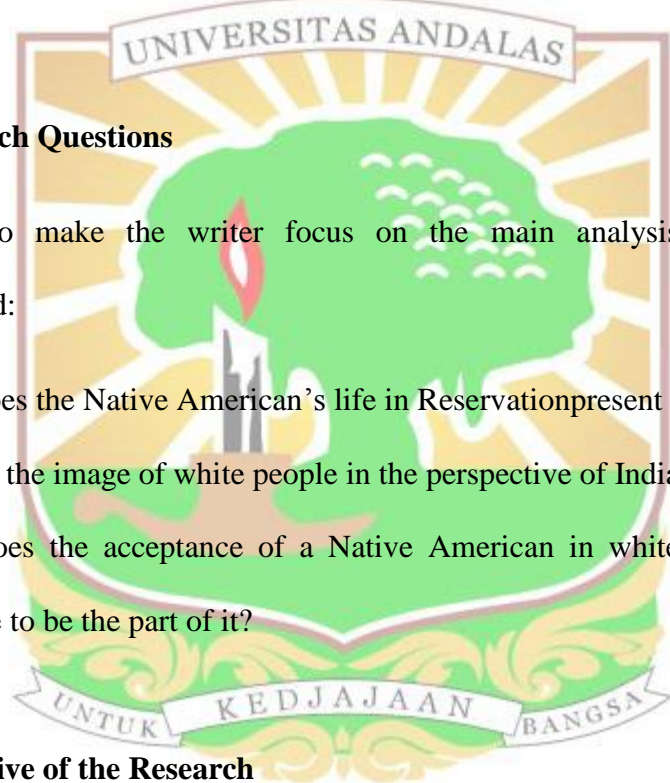 UNIVERSITAS ANDALAS
ch Questions
o make the writer focus on the main analysis
d:
es the Native American’s life in Reservationpresent
the image of white people in the perspective of India
oes the acceptance of a Native American in white
e to be the part of it?
UNTUK KEDJAJAAN BANGSA
ive of the Research